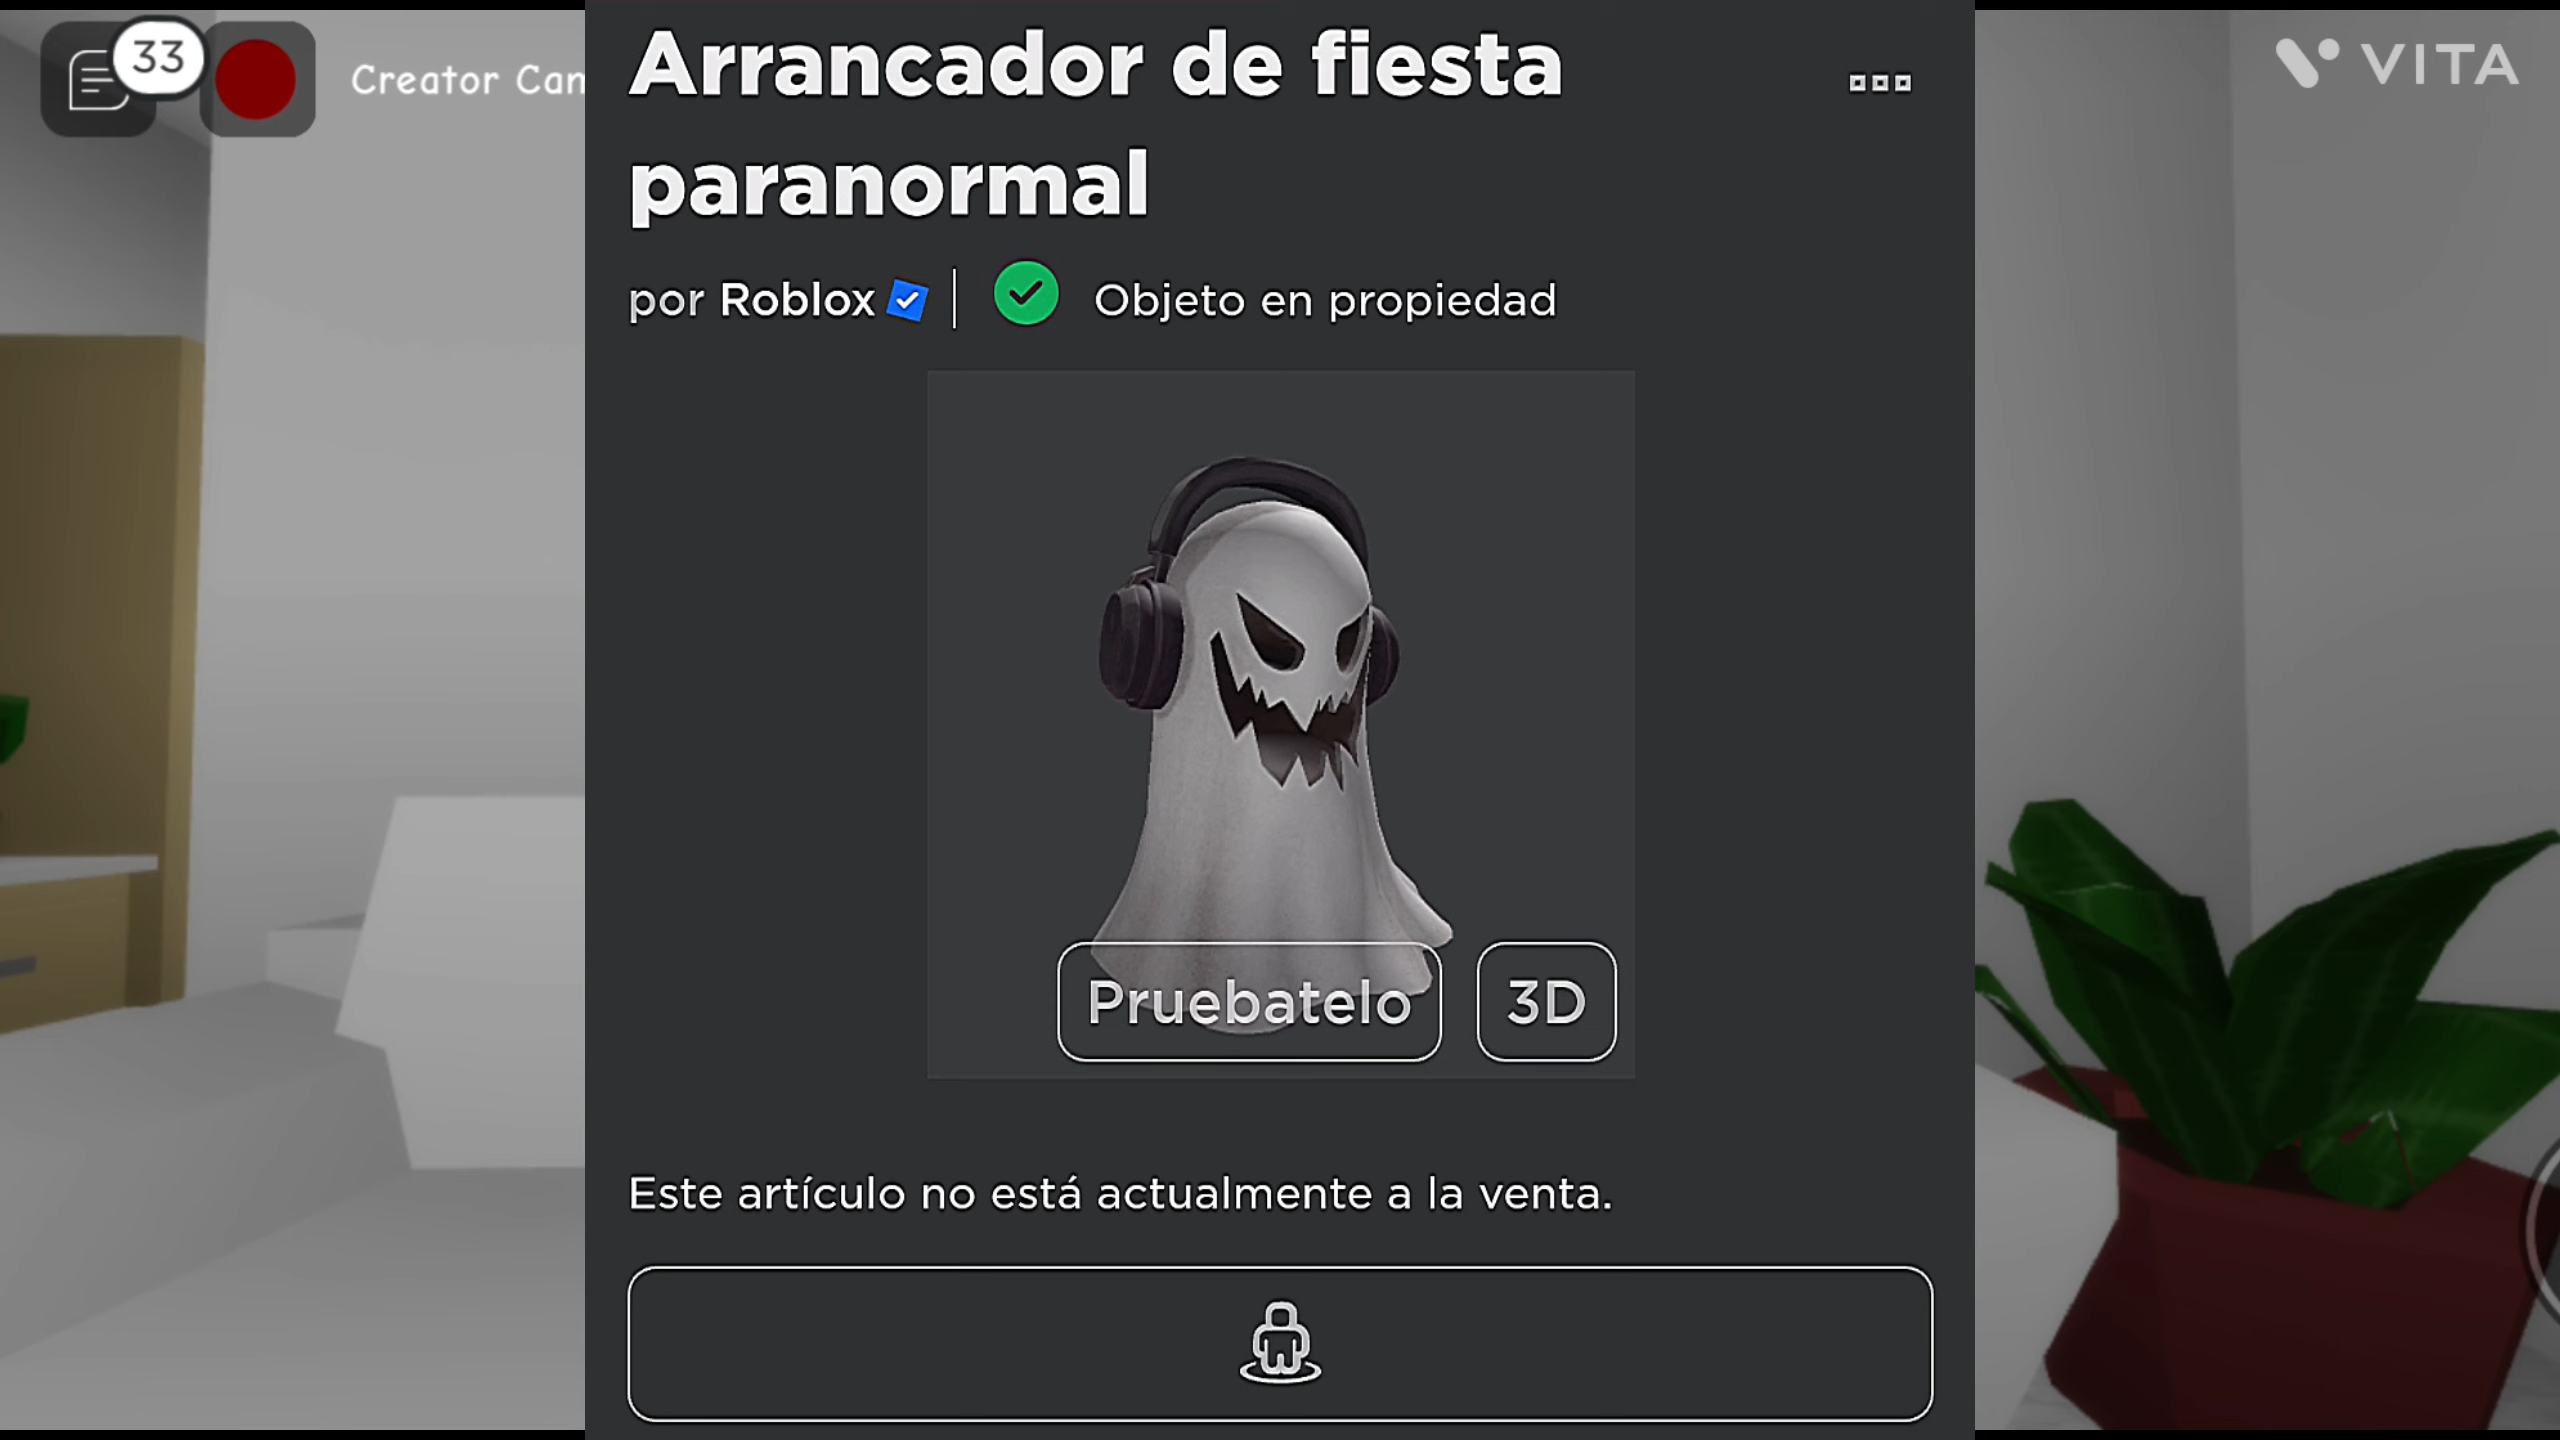 33
Creator Can
Arrancador de fiesta
paranormal
VITA
por Roblox
Objeto en propiedad
Pruebatelo
3D
Este artículo no está actualmente a la venta.